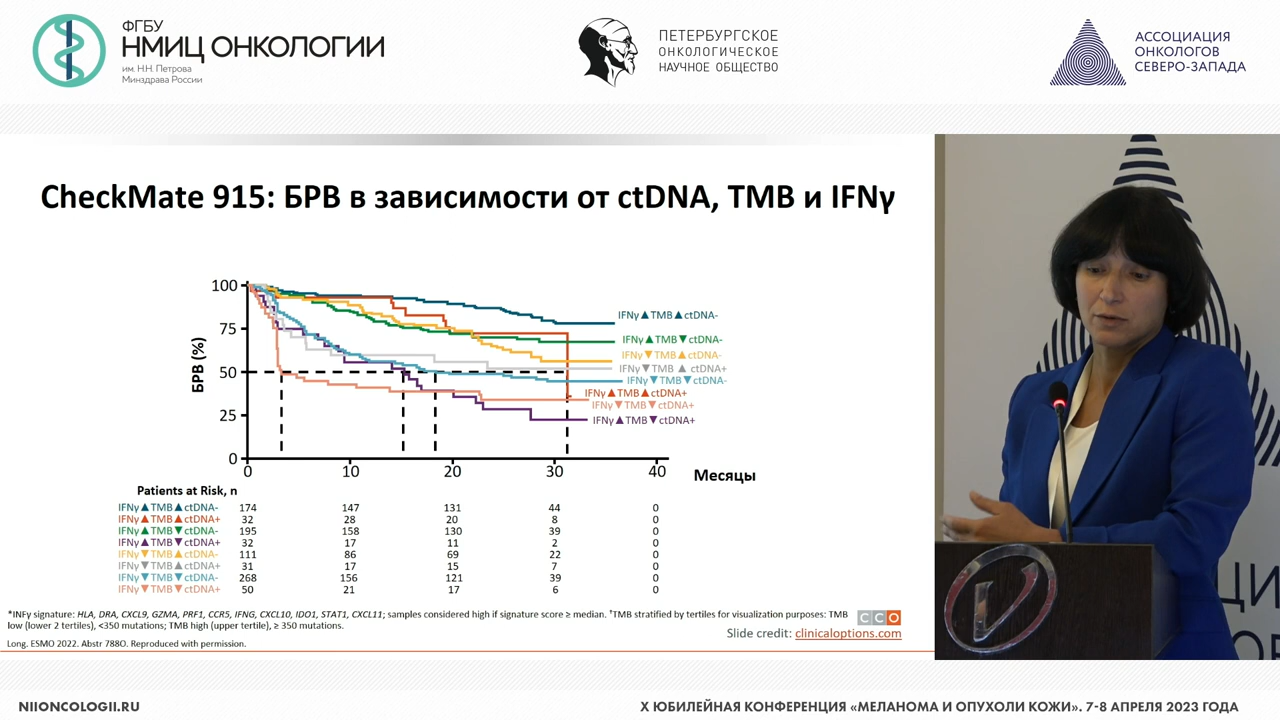 ФГБУ
НМИЦ ОНКОЛОГИИ
им. Н.Н. Петрова
Минздрава России
ПЕТЕРБУРГСКОЕ
ОНКОЛОГИЧЕСКОЕ
НАУЧНОЕ ОБЩЕСТВО
АССОЦИАЦИЯ
ОНКОЛОГОВ
СЕВЕРО-ЗАПАДА
CheckMate 915: БРВ в зависимости от ctDNA, TMB и IFNγ
БРВ (%)
100
75
50
25
0
0 10 20 30 40
Месяцы
IFNγ▲TMB▲ctDNA-
IFNγ▲TMB▼ctDNA-
IFNγ▼TMB▲ctDNA-
IFNγ▼TMB▲ctDNA+
IFNγ▼TMB▼ctDNA-
IFNγ▲TMB▲ctDNA+
IFNγ▼TMB▼ctDNA+
IFNγ▲TMB▼ctDNA+
Patients at Risk, n
IFNγ▲TMB▲ctDNA- 174 147 131 44 0
IFNγ▲TMB▲ctDNA+ 32 28 20 8 0
IFNγ▲TMB▼ctDNA- 195 158 130 39 0
IFNγ▲TMB▼ctDNA+ 32 17 11 2 0
IFNγ▼TMB▲ctDNA- 111 86 69 22 0
IFNγ▼TMB▲ctDNA+ 31 17 15 7 0
IFNγ▼TMB▼ctDNA- 268 156 121 39 0
IFNγ▼TMB▼ctDNA+ 50 21 17 6 0
*INFγ signature: HLA, DRA, CXCL9, GZMA, PRF1, CCR5, IFNG, CXCL10, IDO1, STAT1, CXCL11; samples considered high if signature score ≥ median. †TMB stratified by tertiles for visualization purposes: TMB
low (lower 2 tertiles), <350 mutations; TMB high (upper tertile), ≥ 350 mutations.
CCO
Slide credit: clinicaloptions.com
Long. ESMO 2022. Abstr 788O. Reproduced with permission.
NIIONCOLOGII.RU
X ЮБИЛЕЙНАЯ КОНФЕРЕНЦИЯ «МЕЛАНОМА И ОПУХОЛИ КОЖИ». 7-8 АПРЕЛЯ 2023 ГОДА